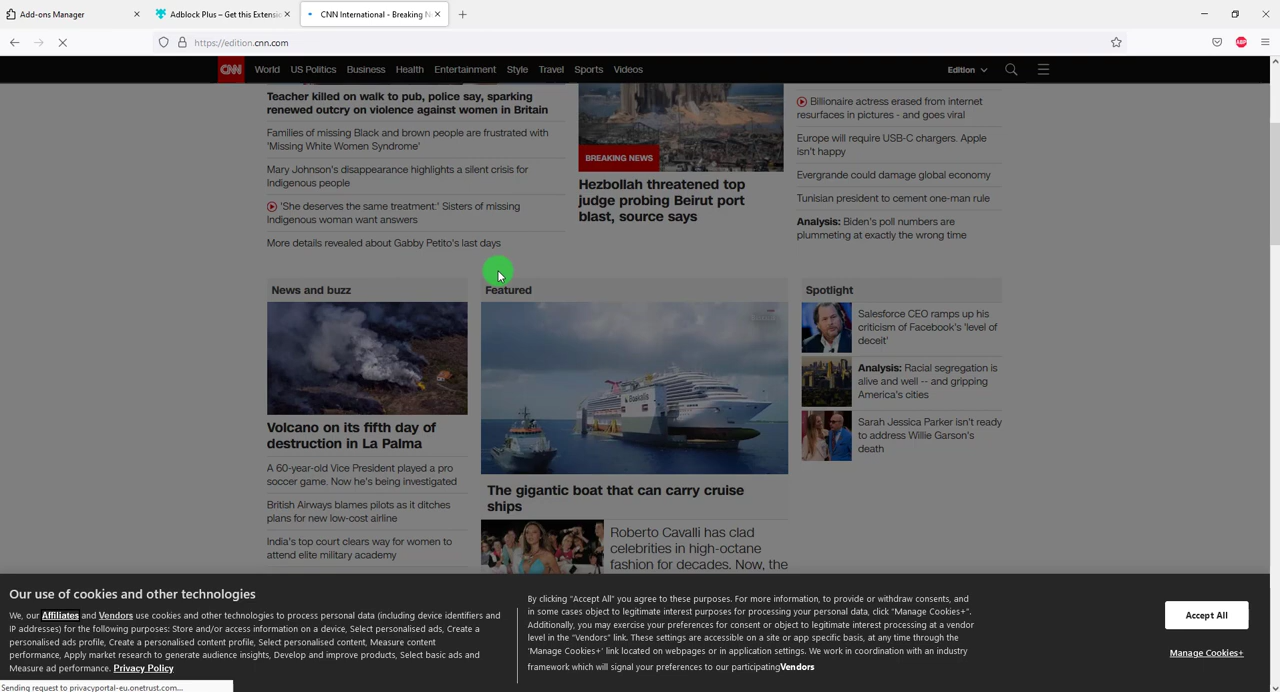 Add-ons Manager
Adblock Plus – Get this Extensio
CNN International - Breaking N
https://edition.cnn.com
ABP
CNN World US Politics Business Health Entertainment Style Travel Sports Videos Edition
Teacher killed on walk to pub, police say, sparking
renewed outcry on violence against women in Britain
Families of missing Black and brown people are frustrated with
'Missing White Women Syndrome'
Mary Johnson's disappearance highlights a silent crisis for
Indigenous people
'She deserves the same treatment:' Sisters of missing
Indigenous woman want answers
More details revealed about Gabby Petito's last days
BREAKING NEWS
Hezbollah threatened top
judge probing Beirut port
blast, source says
Billionaire actress erased from internet
resurfaces in pictures - and goes viral
Europe will require USB-C chargers. Apple
isn't happy
Evergrande could damage global economy
Tunisian president to cement one-man rule
Analysis: Biden's poll numbers are
plummeting at exactly the wrong time
News and buzz
Volcano on its fifth day of
destruction in La Palma
A 60-year-old Vice President played a pro
soccer game. Now he's being investigated
British Airways blames pilots as it ditches
plans for new low-cost airline
India's top court clears way for women to
attend elite military academy
Featured
Boskalis
The gigantic boat that can carry cruise
ships
Roberto Cavalli has clad
celebrities in high-octane
fashion for decades. Now, the
Spotlight
Salesforce CEO ramps up his
criticism of Facebook's 'level of
deceit'
Analysis: Racial segregation is
alive and well -- and gripping
America's cities
Sarah Jessica Parker isn't ready
to address Willie Garson's
death
Our use of cookies and other technologies
We, our Affiliates and Vendors use cookies and other technologies to process personal data (including device identifiers and
IP addresses) for the following purposes: Store and/or access information on a device, Select personalised ads, Create a
personalised ads profile, Create a personalised content profile, Select personalised content, Measure content
performance, Apply market research to generate audience insights, Develop and improve products, Select basic ads and
Measure ad performance. Privacy Policy
By clicking "Accept All" you agree to these purposes. For more information, to provide or withdraw consents, and
in some cases object to legitimate interest purposes for processing your personal data, click "Manage Cookies+".
Additionally, you may exercise your preferences for consent or object to legitimate interest processing at a vendor
level in the "Vendors" link. These settings are accessible on a site or app specific basis, at any time through the
'Manage Cookies+' link located on webpages or in application settings. We work in coordination with an industry
framework which will signal your preferences to our participatingVendors
Accept All
Manage Cookies+
Sending request to privacyportal-eu.onetrust.com...